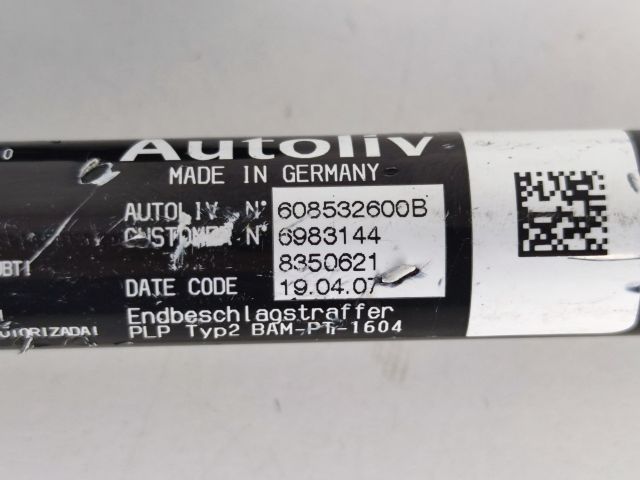 Autoliv
MADE IN GERMANY
AUTOLIV N° 608532600B
CUSTOMER N° 6983144
8350621
DATE CODE 19.04.07
Endbeschlagstraffer
PLP Typ2 BAM-PT-1604